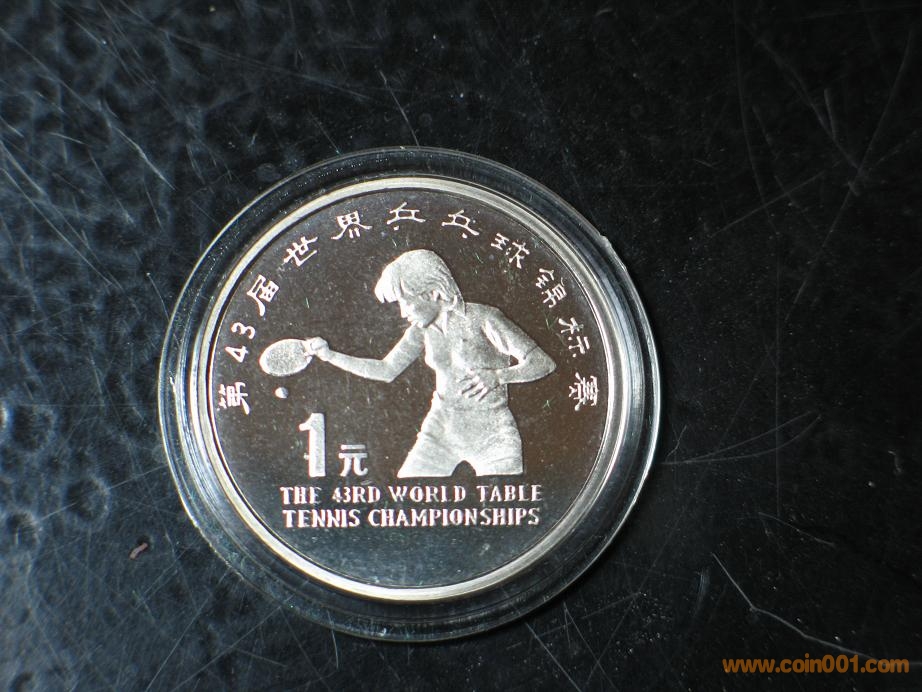 第43届世界乒乓球锦标赛
1元
THE 43RD WORLD TABLE
TENNIS CHAMPIONSHIPS
www.coin001.com